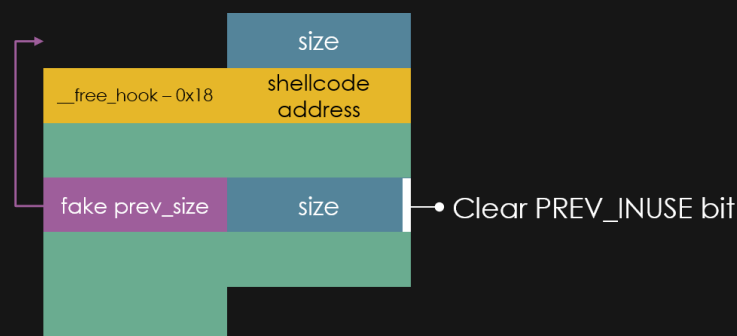 size
__free_hook – 0x18
shellcode
address
fake prev_size
size
Clear PREV_INUSE bit